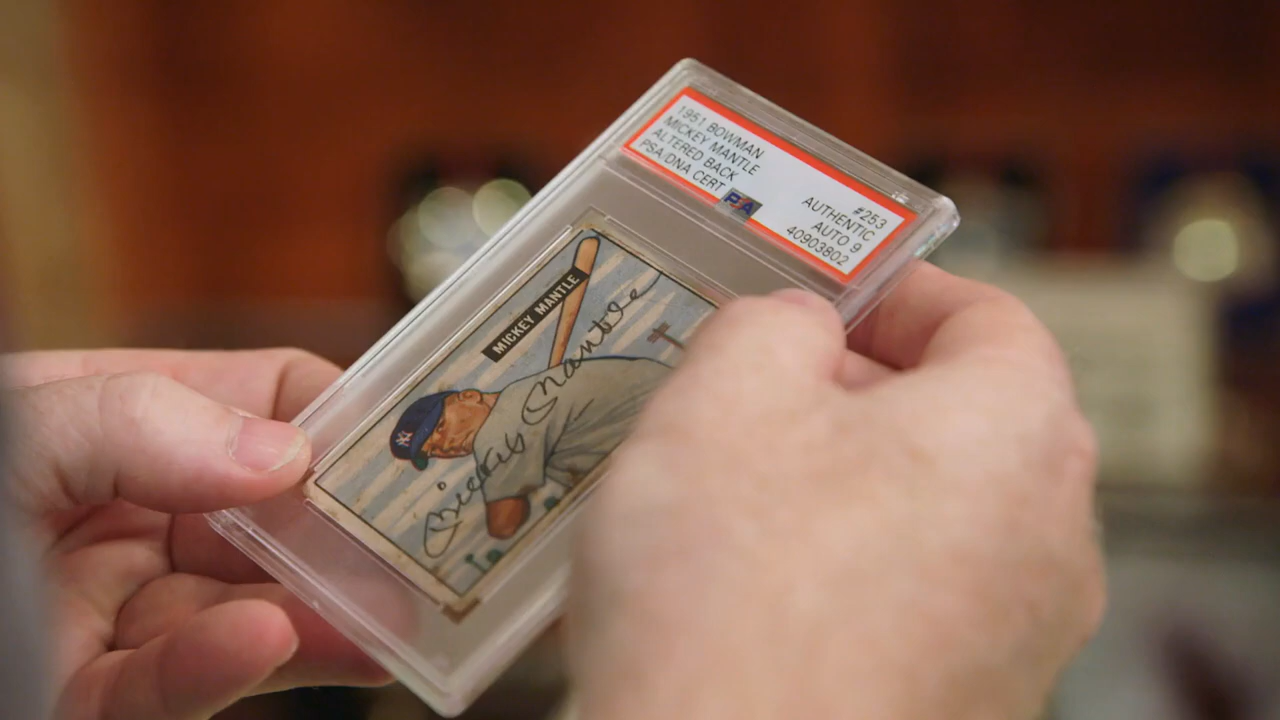 1951 BOWMAN
MICKEY MANTLE
ALTERED BACK
PSA/DNA CERT
#253
AUTHENTIC
AUTO 9
40903802
PSA
MICKEY MANTLE
Mickey Mantle